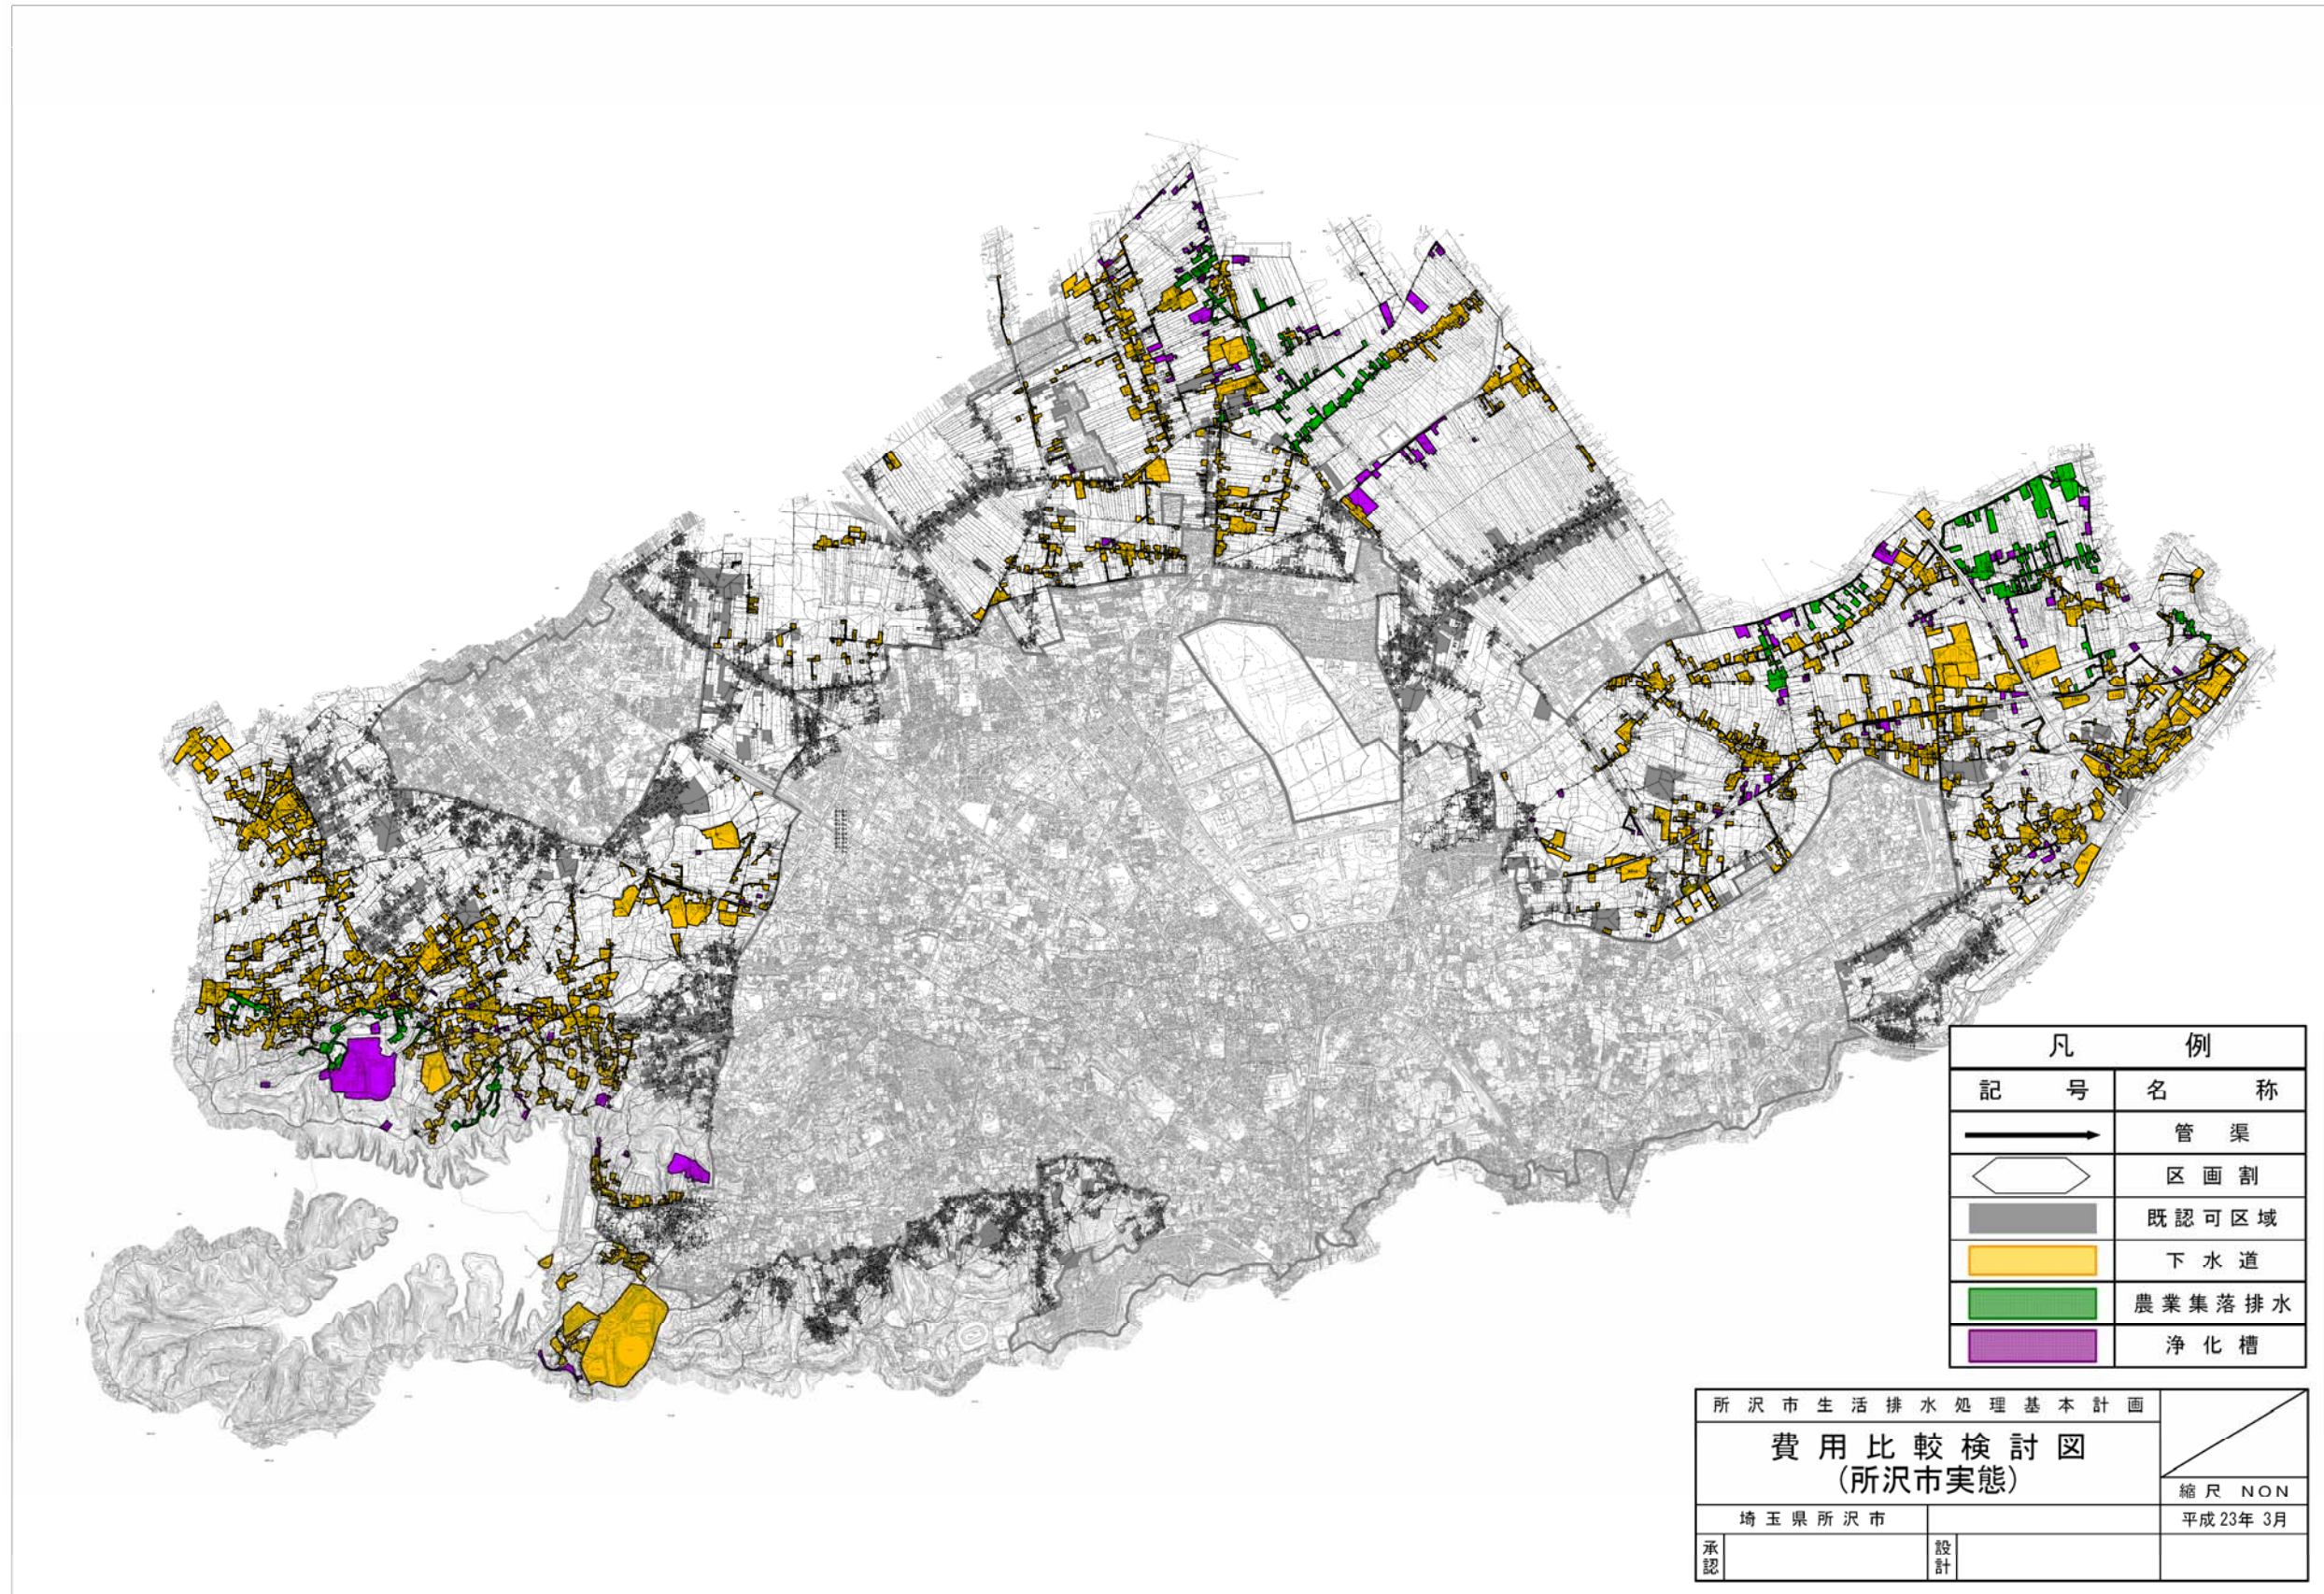 凡例
記号 名称
管渠
区画割
既認可区域
下水道
農業集落排水
浄化槽
所沢市生活排水処理基本計画
費用比較検討図
(所沢市実態)
縮尺 NON
埼玉県所沢市
平成23年 3月
承認
設計